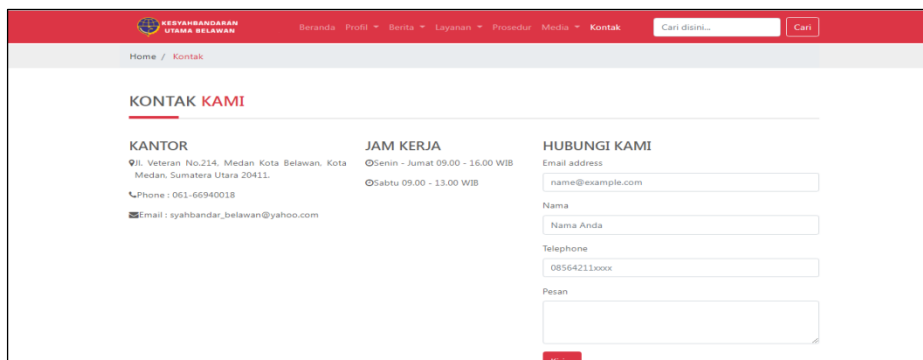 KESYAHBANDARAN
UTAMA BELAWAN
Beranda Profil Berita Layanan Prosedur Media Kontak
Cari disini...
Cari
Home / Kontak
KONTAK KAMI
KANTOR
Jl. Veteran No.214, Medan Kota Belawan, Kota
Medan, Sumatera Utara 20411.
Phone : 061-66940018
Email : syahbandar_belawan@yahoo.com
JAM KERJA
Senin - Jumat 09.00 - 16.00 WIB
Sabtu 09.00 - 13.00 WIB
HUBUNGI KAMI
Email address
name@example.com
Nama
Nama Anda
Telephone
08564211xxxx
Pesan